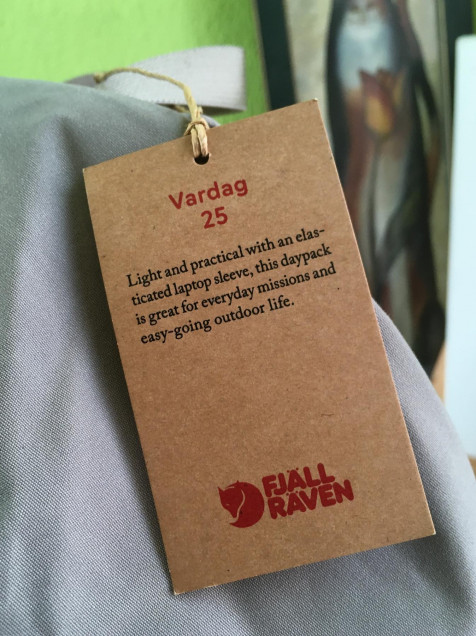 Vardag
25
Light and practical with an elas-
ticated laptop sleeve, this daypack
is great for everyday missions and
easy-going outdoor life.
FJÄLL
RÄVEN